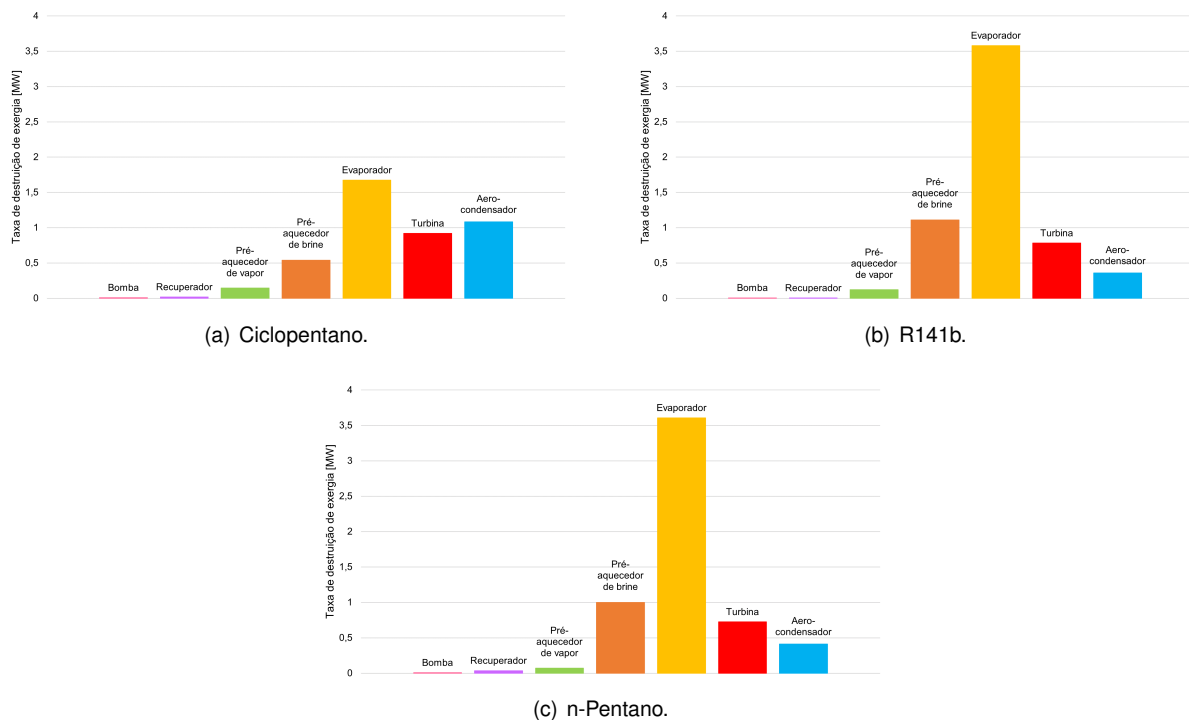 4
3,5
3
2,5
2
1,5
1
0,5
0
Taxa de destruição de exergia [MW]
Bomba
Recuperador
Pré-
aquecedor
de vapor
Pré-
aquecedor
de brine
Evaporador
Turbina
Aero-
condensador
(a) Ciclopentano.
4
3,5
3
2,5
2
1,5
1
0,5
0
Taxa de destruição de exergia [MW]
Bomba
Recuperador
Pré-
aquecedor
de vapor
Pré-
aquecedor
de brine
Evaporador
Turbina
Aero-
condensador
(b) R141b.
4
3,5
3
2,5
2
1,5
1
0,5
0
Taxa de destruição de exergia [MW]
Bomba
Recuperador
Pré-
aquecedor
de vapor
Pré-
aquecedor
de brine
Evaporador
Turbina
Aero-
condensador
(c) n-Pentano.